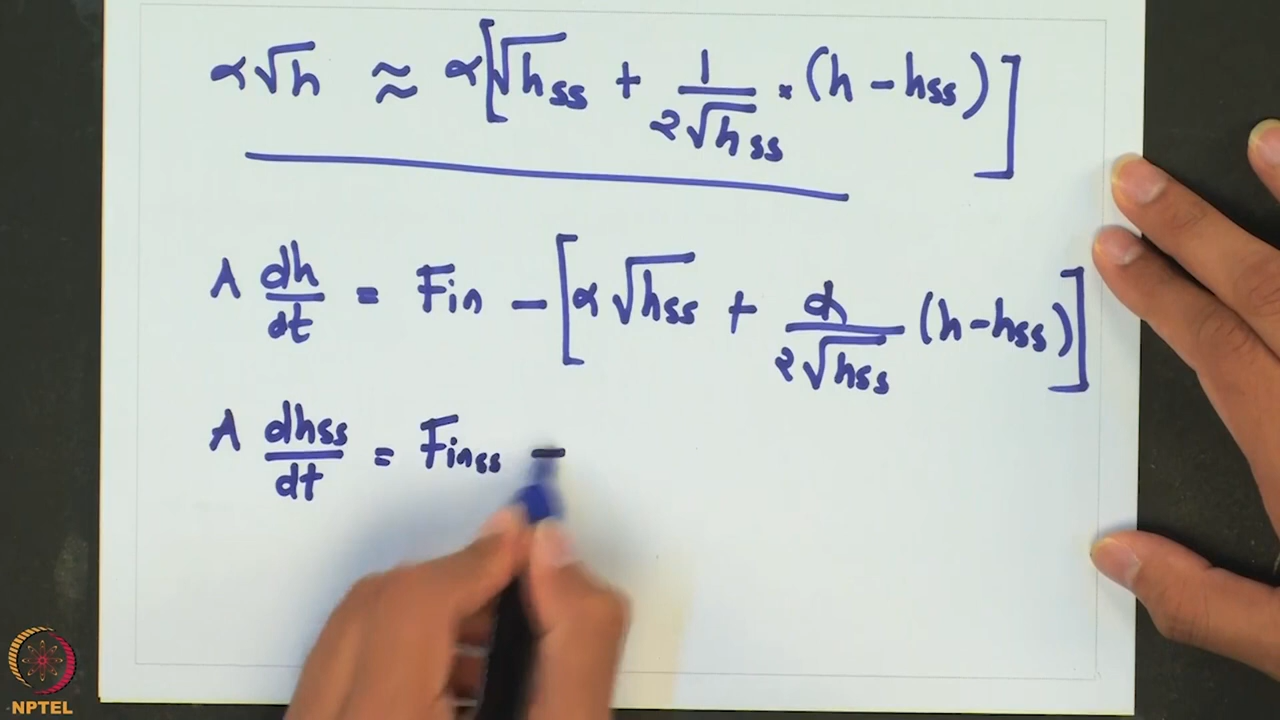 α√h ≈ α[√hss + 1/2√hss · (h - hss)]
A dh/dt = Fin - [α√hss + α/2√hss (h - hss)]
A dhss/dt = Finss -
NPTEL